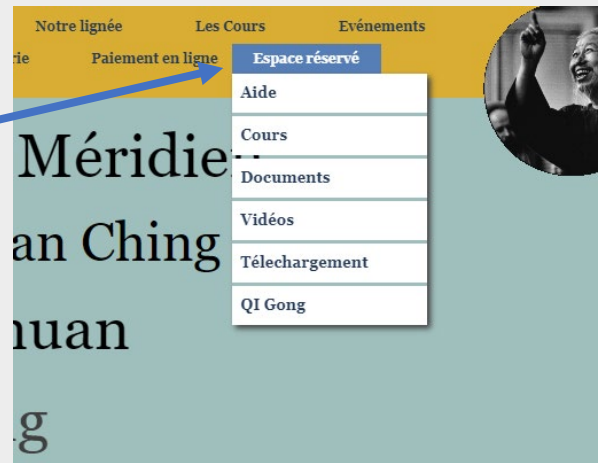 Notre lignée Les Cours Evénements
rie Paiement en ligne Espace réservé
Aide
Cours
Documents
Vidéos
Télechargement
QI Gong
Méridie
an Ching
huan
g